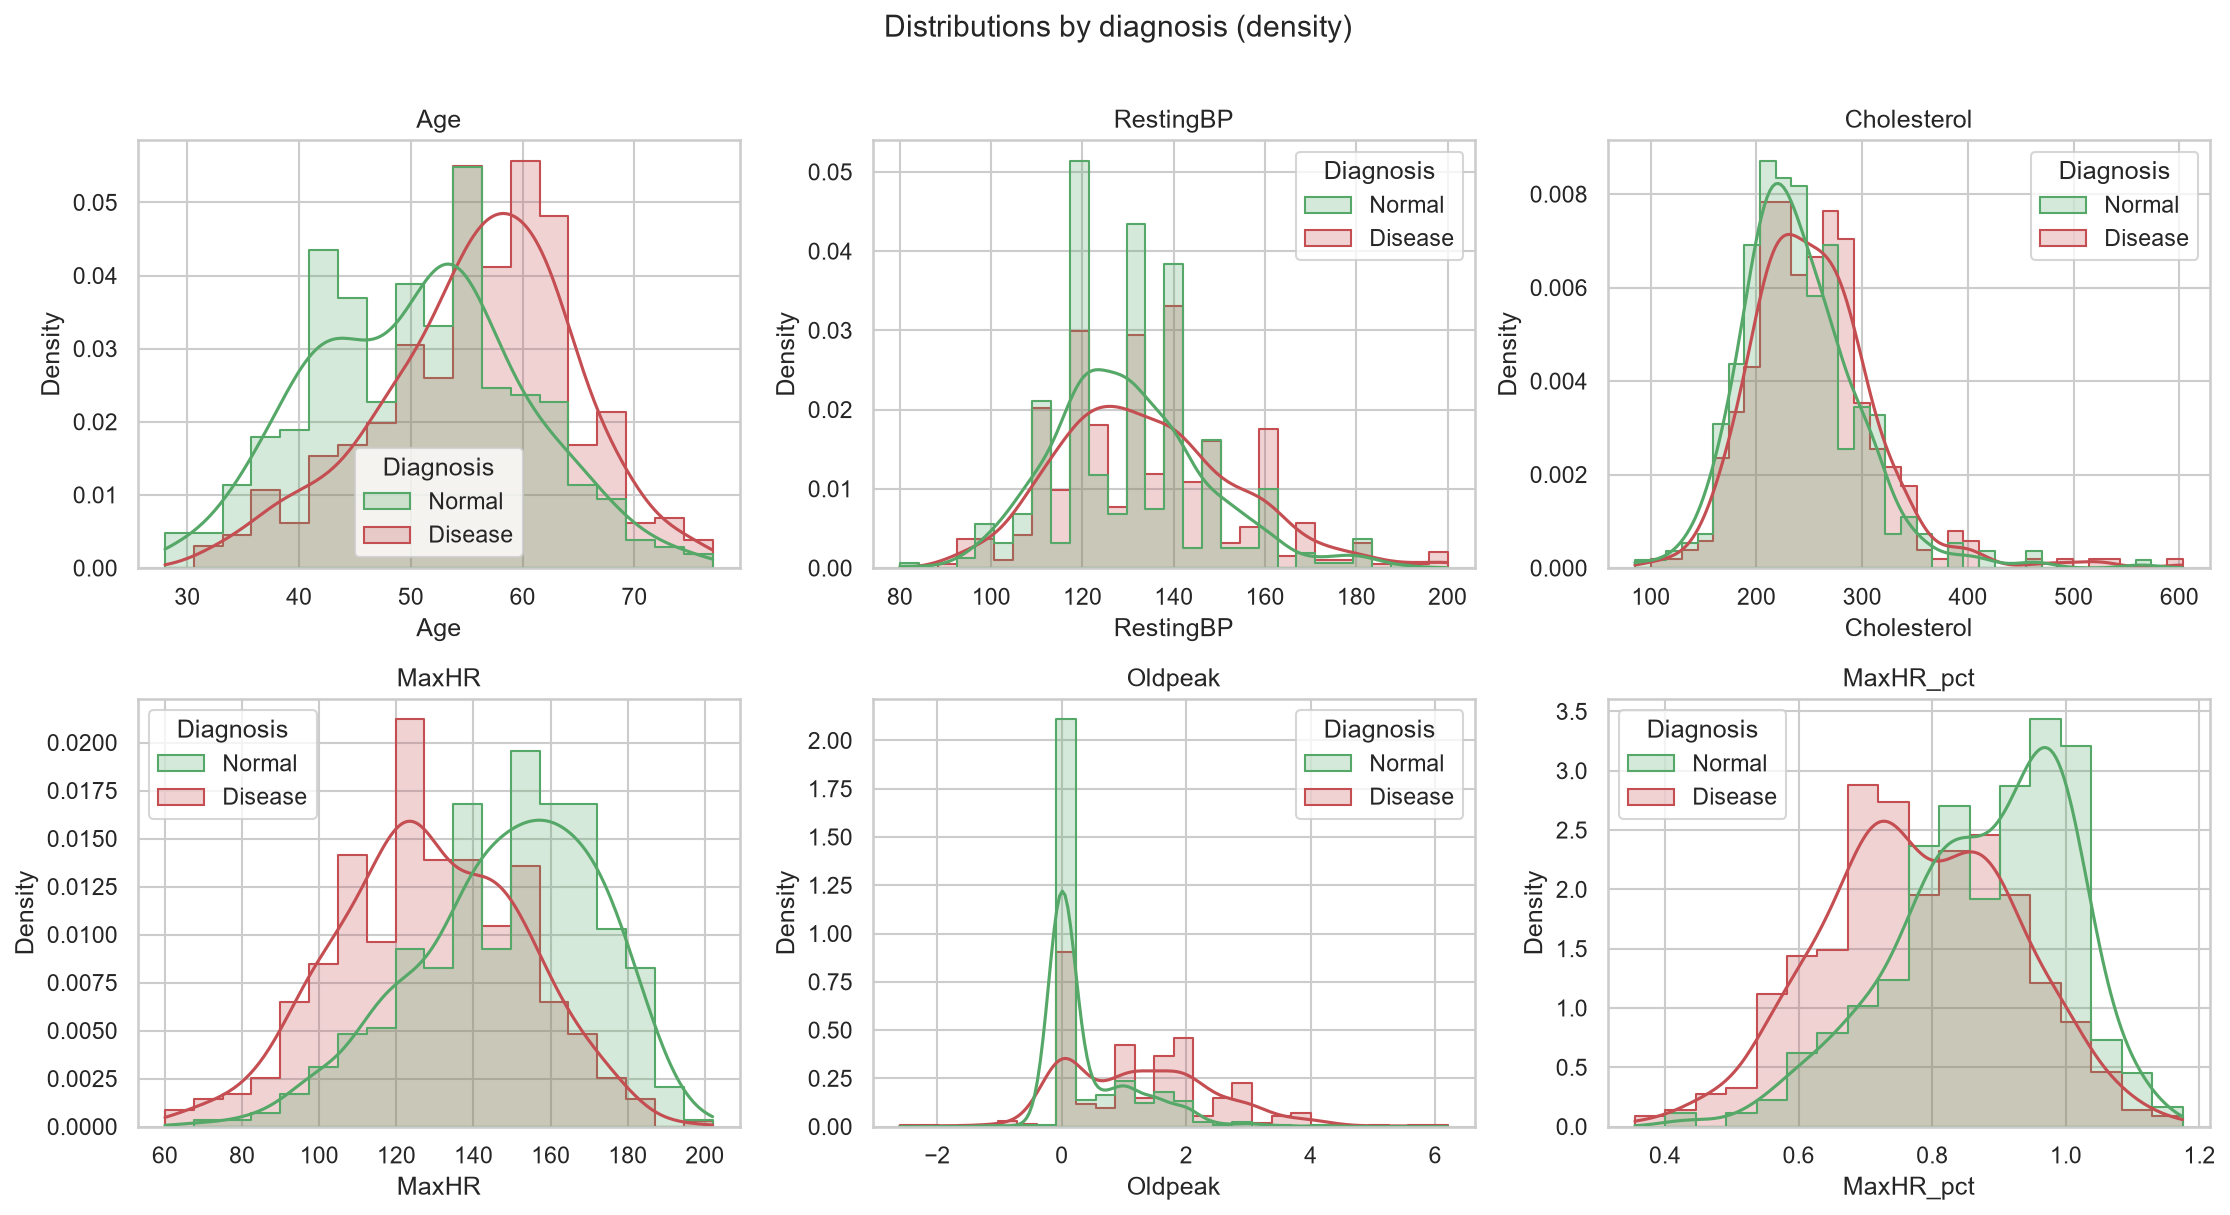 Distributions by diagnosis (density)
Age
Density
0.05
0.04
0.03
0.02
0.01
0.00
Diagnosis
Normal
Disease
30 40 50 60 70
Age
RestingBP
Density
0.05
0.04
0.03
0.02
0.01
0.00
Diagnosis
Normal
Disease
80 100 120 140 160 180 200
RestingBP
Cholesterol
Density
0.008
0.006
0.004
0.002
0.000
Diagnosis
Normal
Disease
100 200 300 400 500 600
Cholesterol
MaxHR
Density
0.0200
0.0175
0.0150
0.0125
0.0100
0.0075
0.0050
0.0025
0.0000
Diagnosis
Normal
Disease
60 80 100 120 140 160 180 200
MaxHR
Oldpeak
Density
2.00
1.75
1.50
1.25
1.00
0.75
0.50
0.25
0.00
Diagnosis
Normal
Disease
−2 0 2 4 6
Oldpeak
MaxHR_pct
Density
3.5
3.0
2.5
2.0
1.5
1.0
0.5
0.0
Diagnosis
Normal
Disease
0.4 0.6 0.8 1.0 1.2
MaxHR_pct